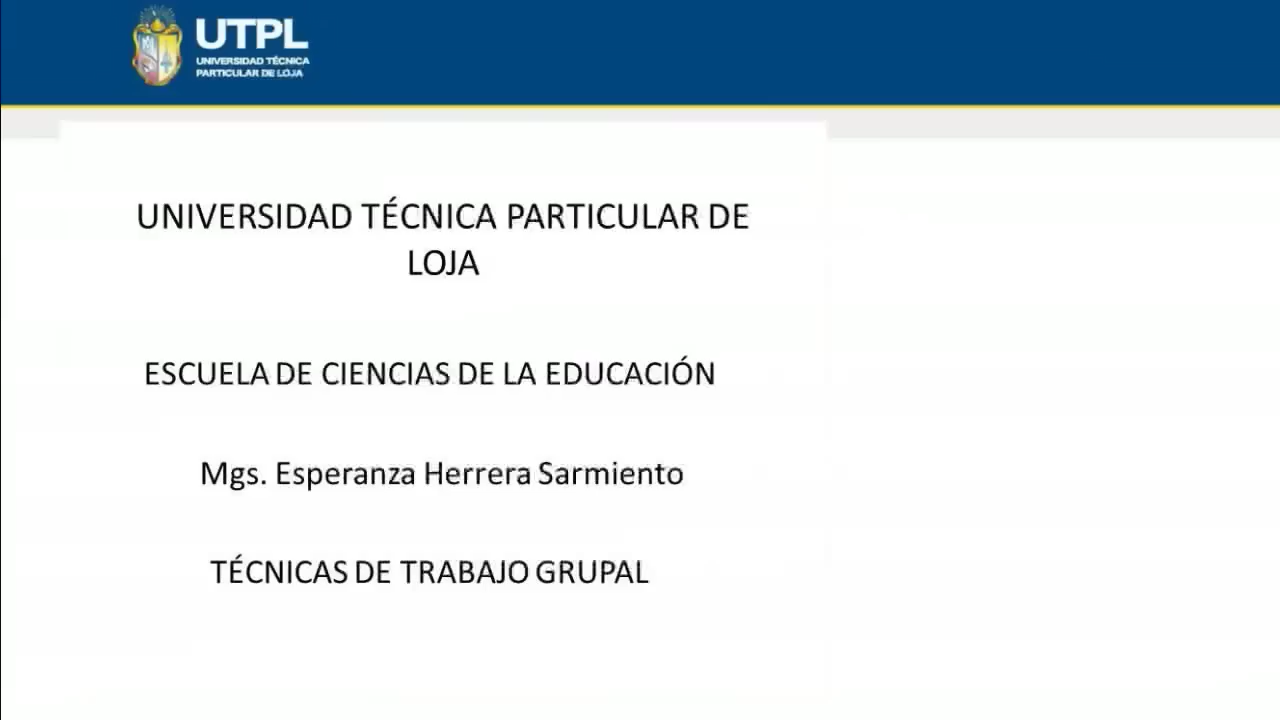 UTPL
UNIVERSIDAD TÉCNICA
PARTICULAR DE LOJA
UNIVERSIDAD TÉCNICA PARTICULAR DE
LOJA
ESCUELA DE CIENCIAS DE LA EDUCACIÓN
Mgs. Esperanza Herrera Sarmiento
TÉCNICAS DE TRABAJO GRUPAL